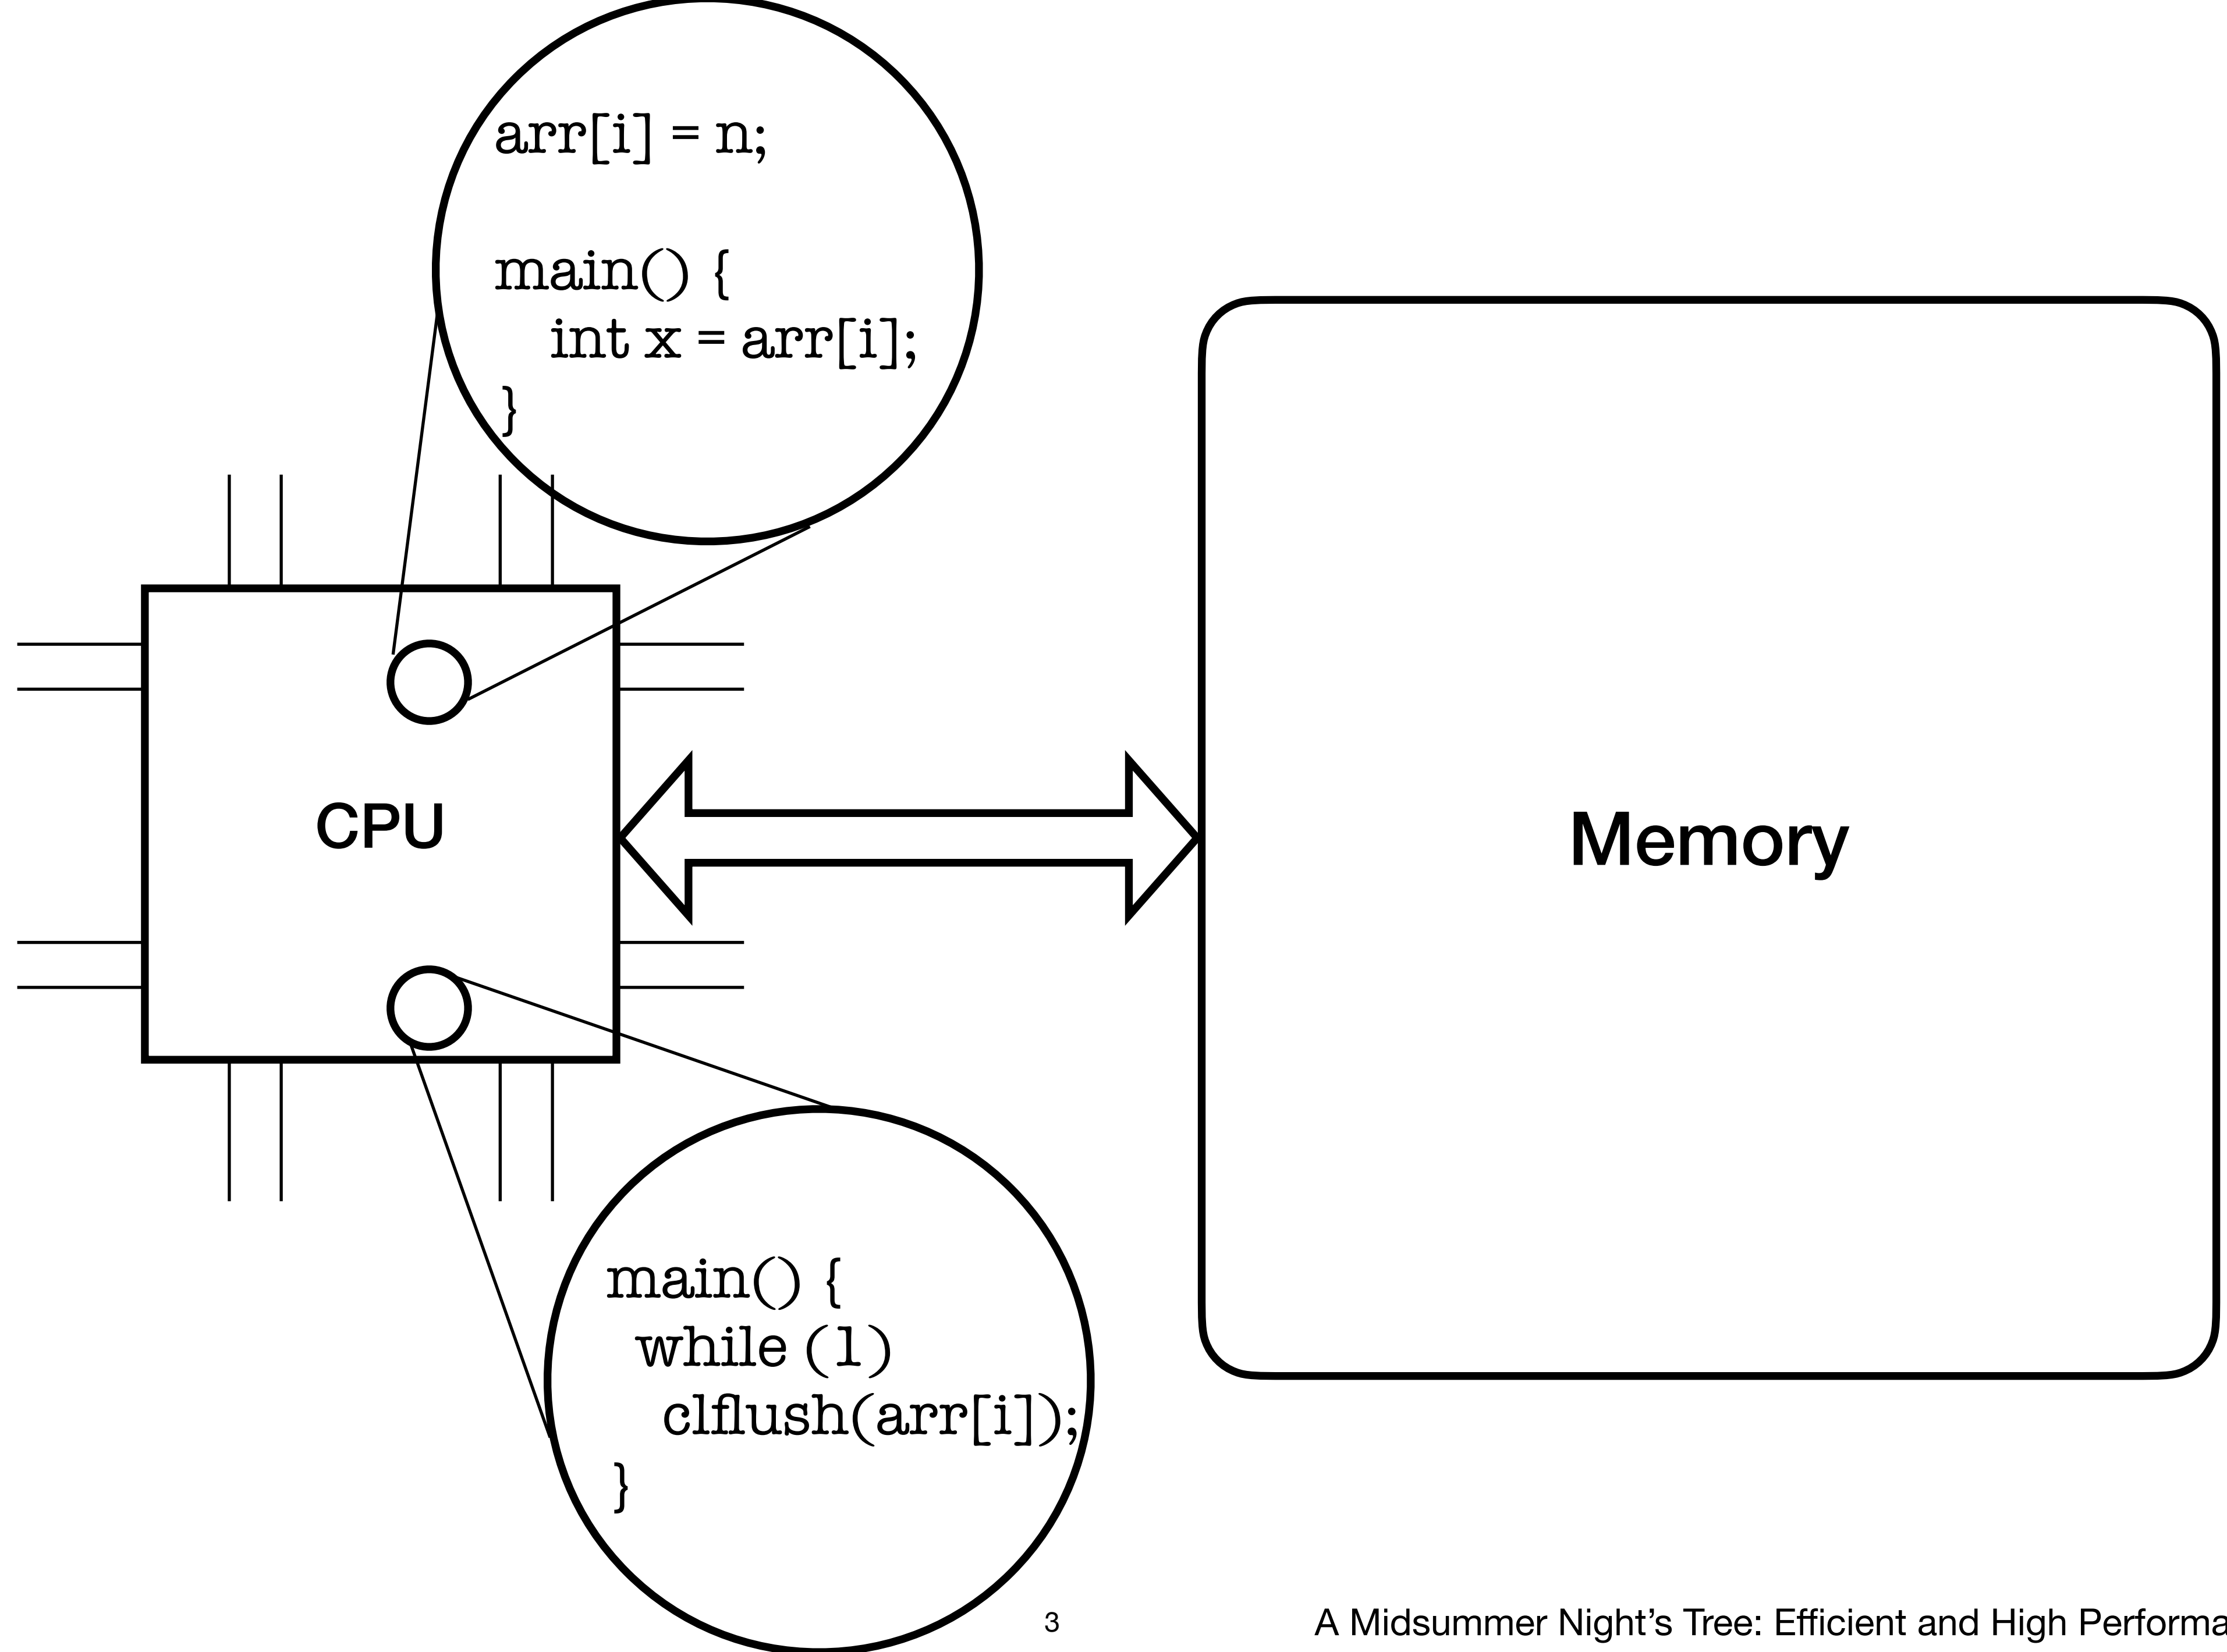 arr[i] = n;
main() {
int x = arr[i];
}
CPU
Memory
main() {
while (1)
clflush(arr[i]);
}
3
A Midsummer Night’s Tree: Efficient and High Performa